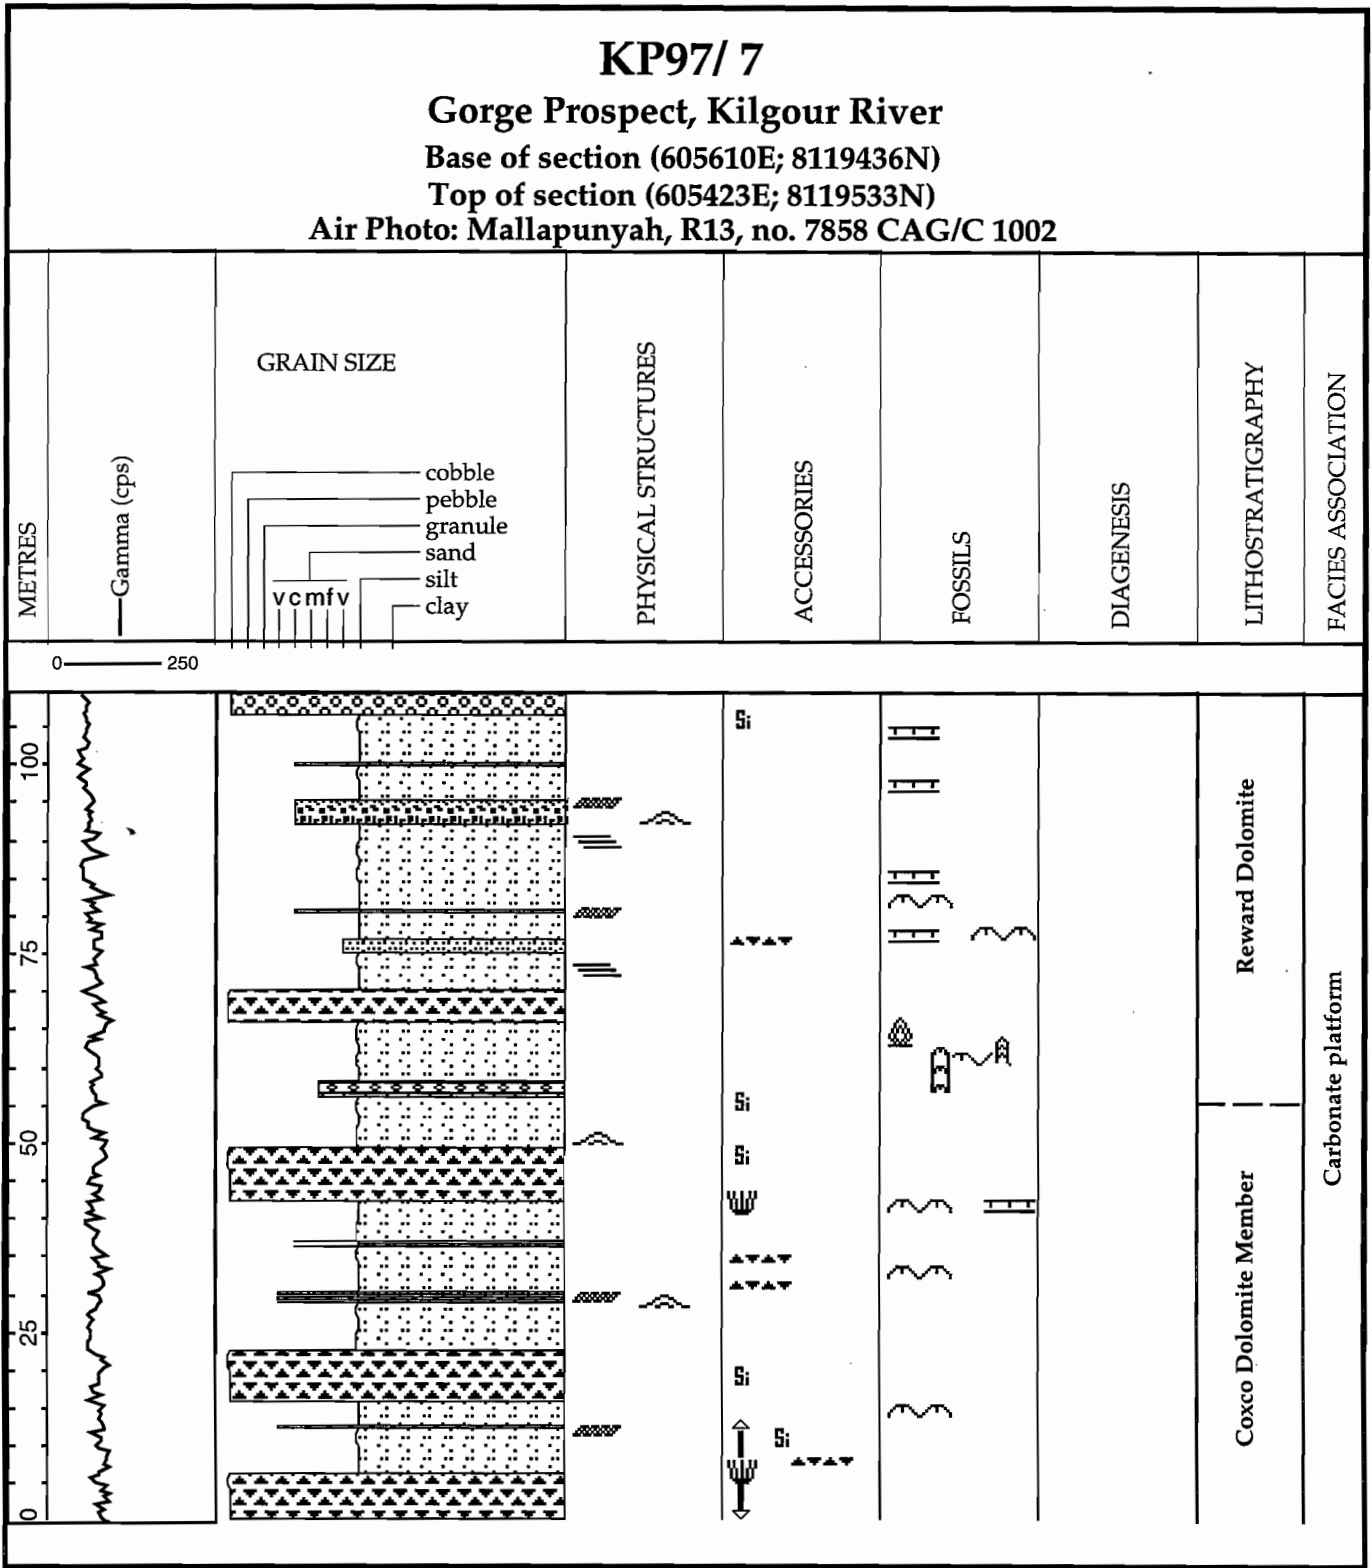 KP97/ 7
Gorge Prospect, Kilgour River
Base of section (605610E; 8119436N)
Top of section (605423E; 8119533N)
Air Photo: Mallapunyah, R13, no. 7858 CAG/C 1002
METRES
Gamma (cps)
GRAIN SIZE
cobble
pebble
granule
sand
silt
v c m f v
clay
PHYSICAL STRUCTURES
ACCESSORIES
FOSSILS
DIAGENESIS
LITHOSTRATIGRAPHY
FACIES ASSOCIATION
0 250
100
75
50
25
0
Si
Si
Si
Si
Si
Reward Dolomite
Coxco Dolomite Member
Carbonate platform